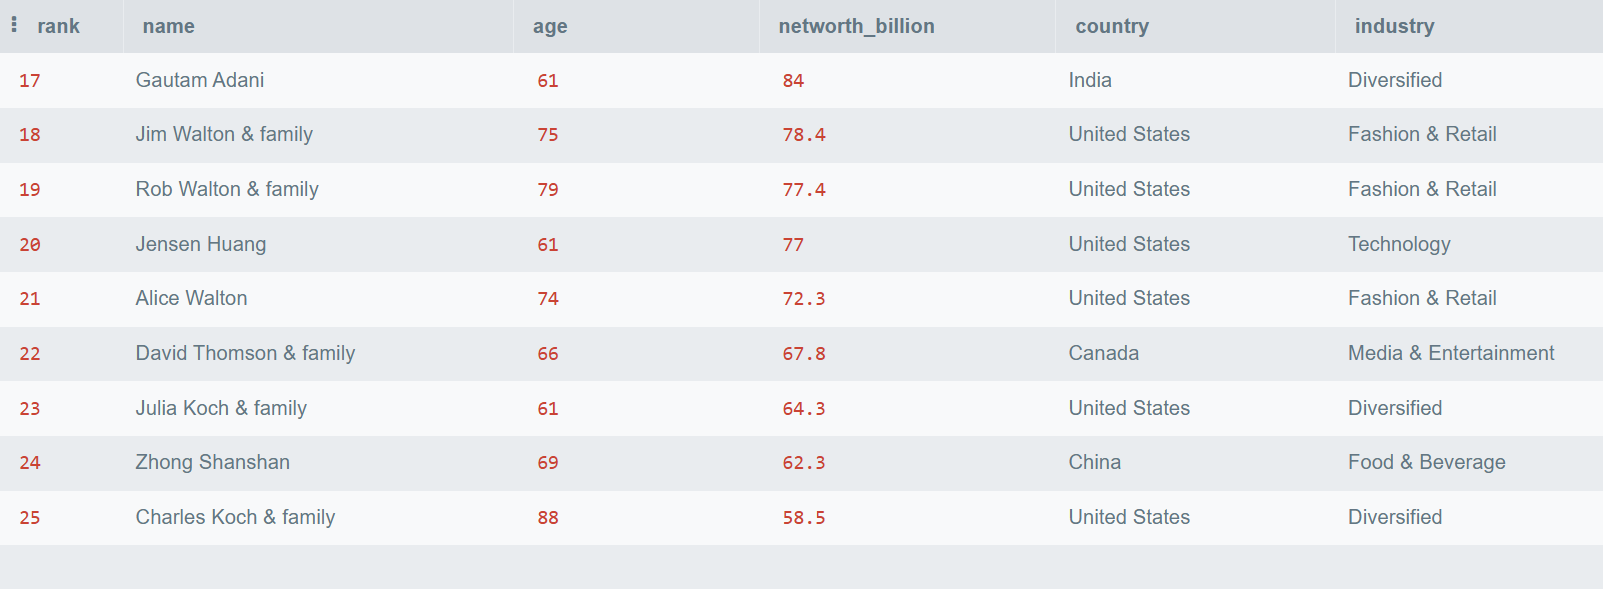 rank name age networth_billion country industry
17 Gautam Adani 61 84 India Diversified
18 Jim Walton & family 75 78.4 United States Fashion & Retail
19 Rob Walton & family 79 77.4 United States Fashion & Retail
20 Jensen Huang 61 77 United States Technology
21 Alice Walton 74 72.3 United States Fashion & Retail
22 David Thomson & family 66 67.8 Canada Media & Entertainment
23 Julia Koch & family 61 64.3 United States Diversified
24 Zhong Shanshan 69 62.3 China Food & Beverage
25 Charles Koch & family 88 58.5 United States Diversified